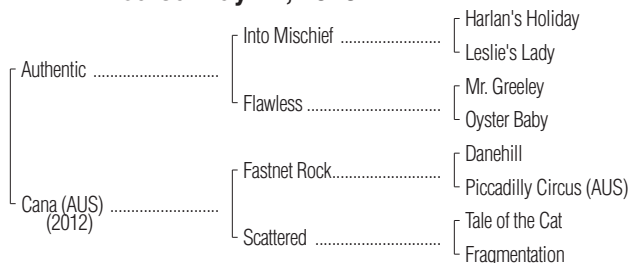 Harlan's Holiday
Into Mischief
Leslie's Lady
Authentic
Mr. Greeley
Flawless
Oyster Baby
Danehill
Fastnet Rock
Piccadilly Circus (AUS)
Cana (AUS)
(2012)
Tale of the Cat
Scattered
Fragmentation